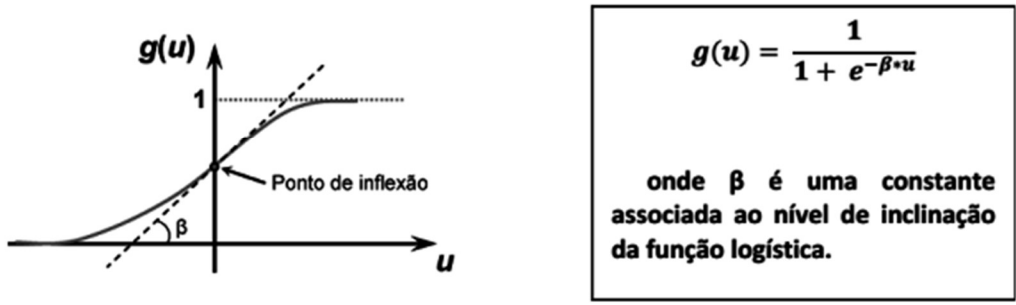 g(u)
1
Ponto de inflexão
β
u
g(u) = 1 / (1 + e^(-β*u))
onde β é uma constante
associada ao nível de inclinação
da função logística.